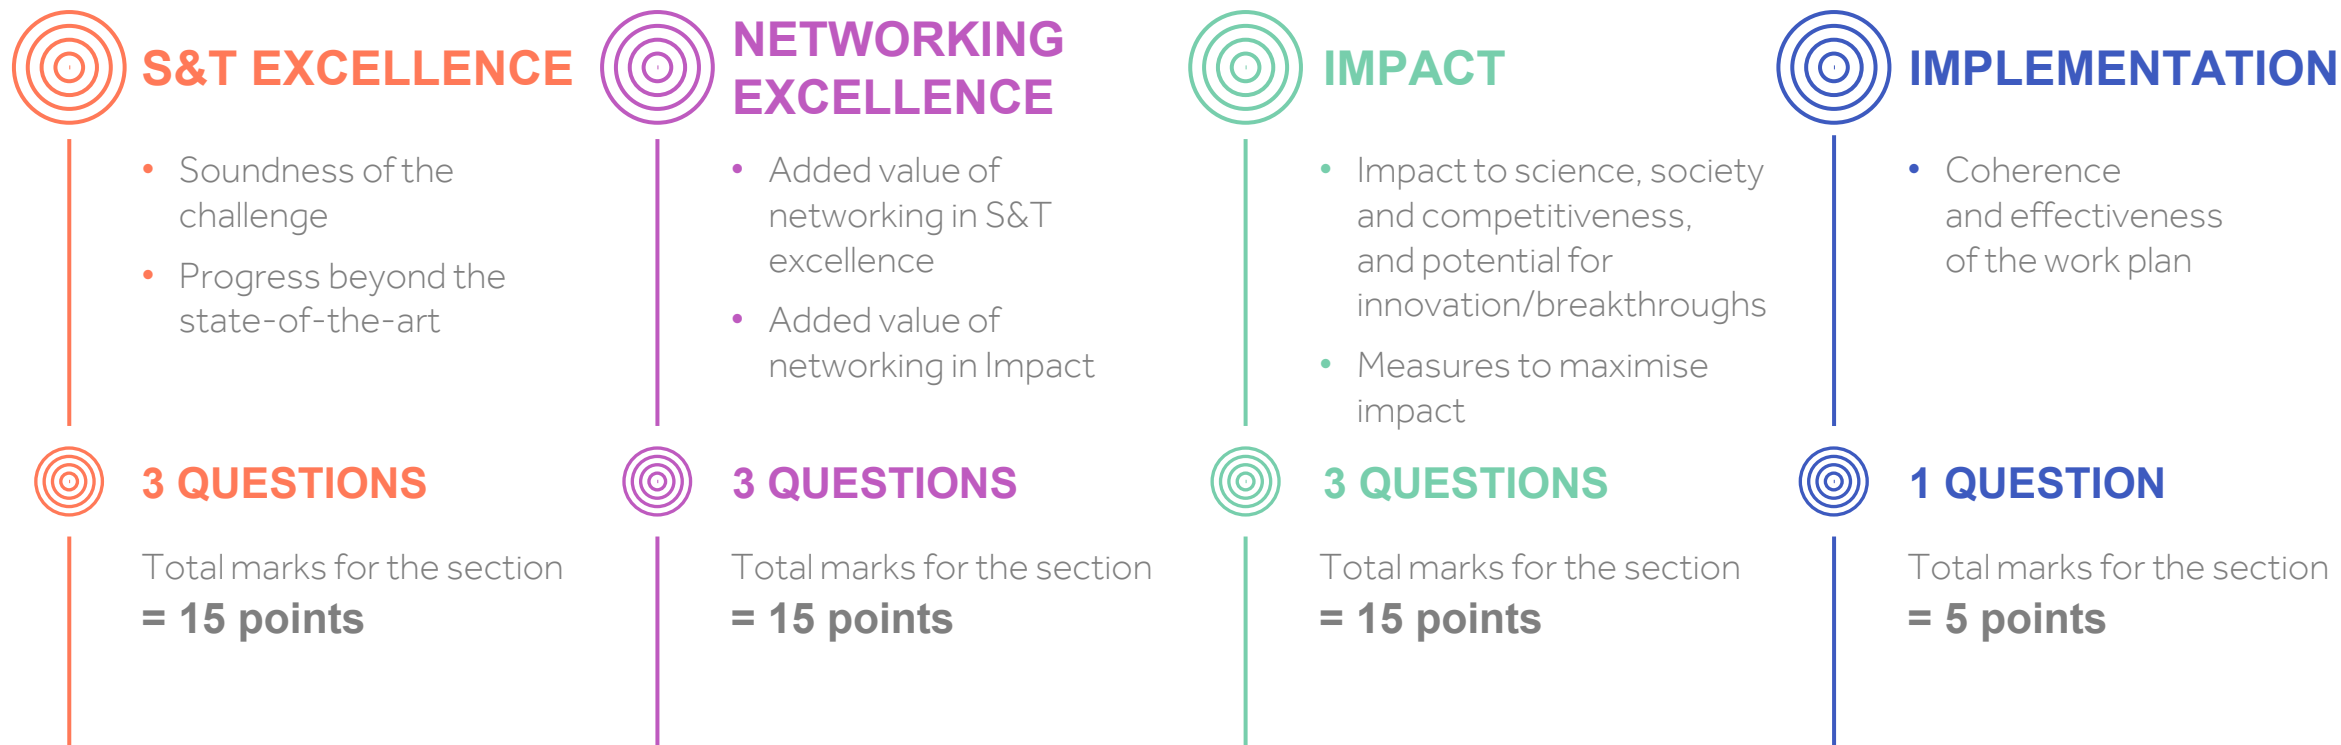 S&T EXCELLENCE
• Soundness of the
challenge
• Progress beyond the
state-of-the-art
3 QUESTIONS
Total marks for the section
= 15 points
NETWORKING
EXCELLENCE
• Added value of
networking in S&T
excellence
• Added value of
networking in Impact
3 QUESTIONS
Total marks for the section
= 15 points
IMPACT
• Impact to science, society
and competitiveness,
and potential for
innovation/breakthroughs
• Measures to maximise
impact
3 QUESTIONS
Total marks for the section
= 15 points
IMPLEMENTATION
• Coherence
and effectiveness
of the work plan
1 QUESTION
Total marks for the section
= 5 points